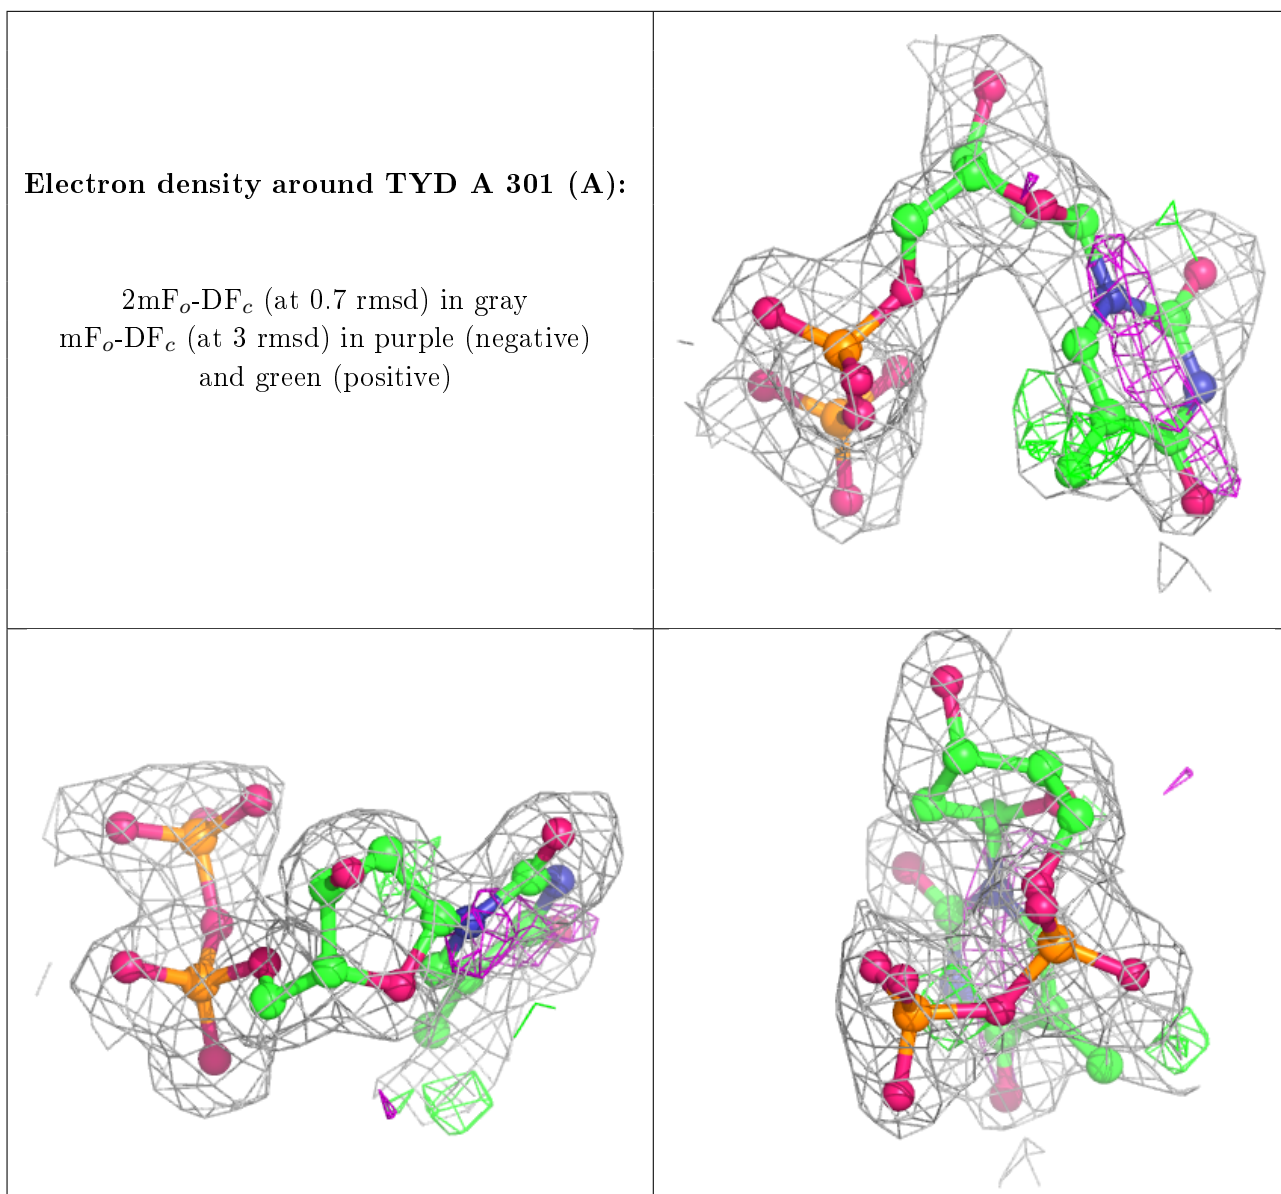 Electron density around TYD A 301 (A):
2mFo-DFc (at 0.7 rmsd) in gray
mFo-DFc (at 3 rmsd) in purple (negative)
and green (positive)